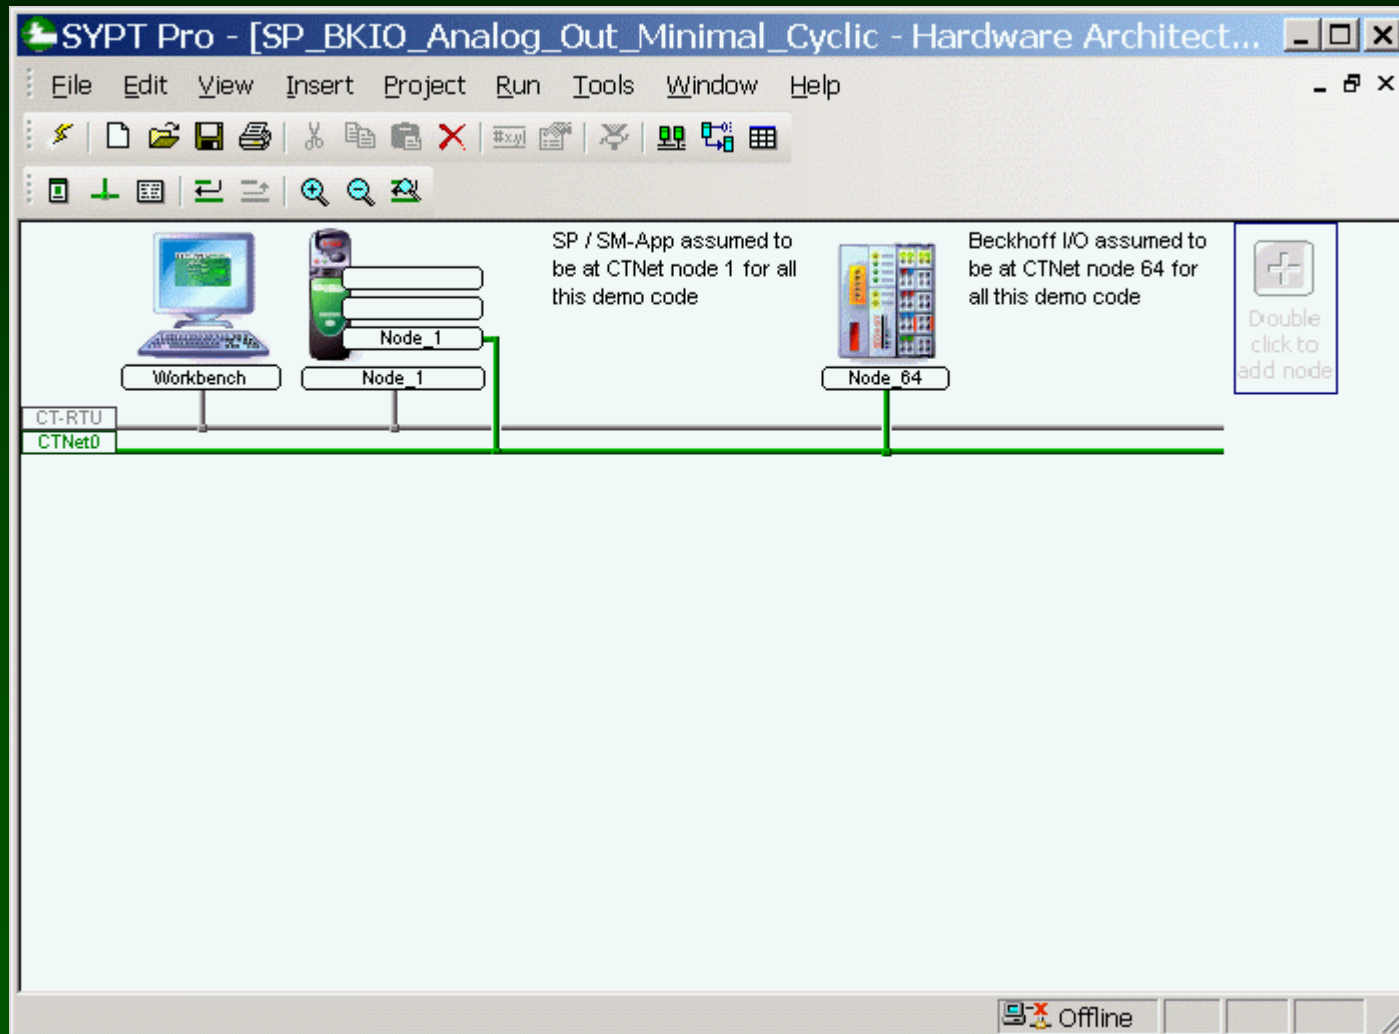 SYPT Pro - [SP_BKIO_Analog_Out_Minimal_Cyclic - Hardware Architect...
File Edit View Insert Project Run Tools Window Help
#xyl
SP / SM-App assumed to
be at CTNet node 1 for all
this demo code
Beckhoff I/O assumed to
be at CTNet node 64 for
all this demo code
Double
click to
add node
Node_1
Workbench
Node_1
Node_64
CT-RTU
CTNet0
Offline